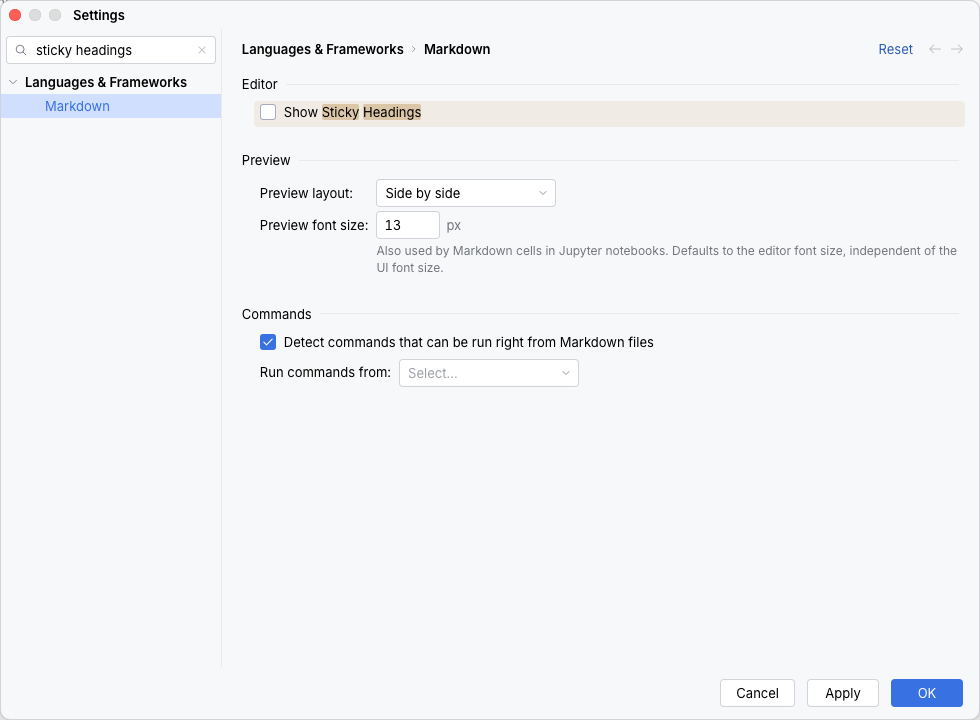 Settings
sticky headings
Languages & Frameworks
Markdown
Languages & Frameworks › Markdown
Reset
Editor
Show Sticky Headings
Preview
Preview layout: Side by side
Preview font size: 13 px
Also used by Markdown cells in Jupyter notebooks. Defaults to the editor font size, independent of the
UI font size.
Commands
Detect commands that can be run right from Markdown files
Run commands from: Select...
Cancel Apply OK